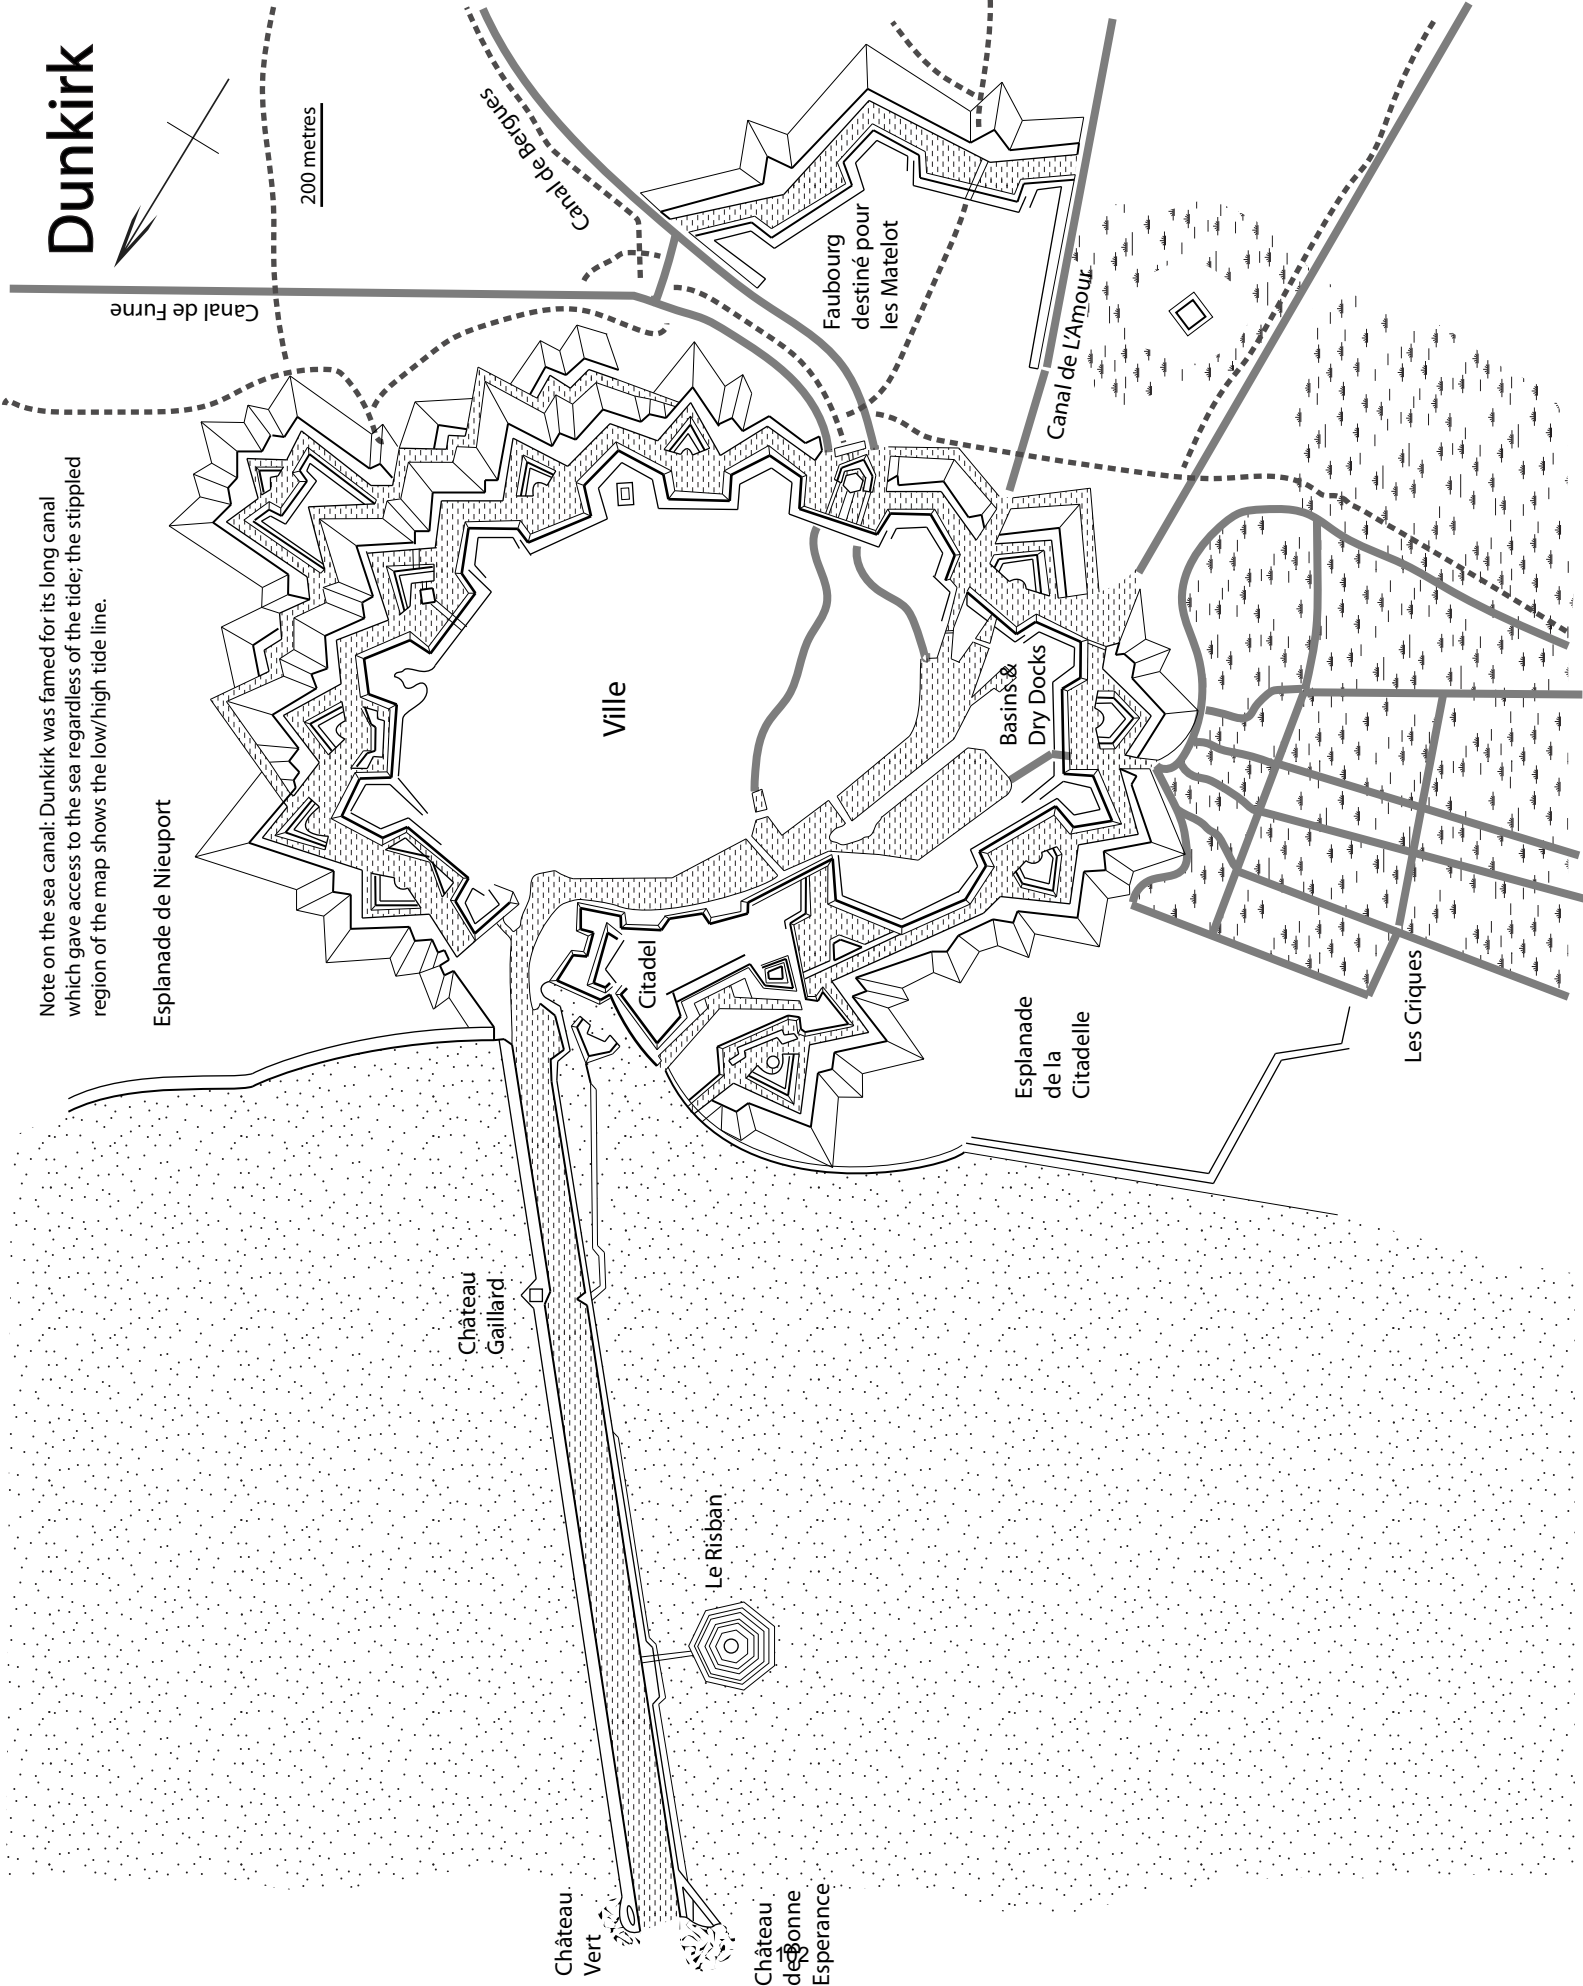 Dunkirk
200 metres
Note on the sea canal: Dunkirk was famed for its long canal
which gave access to the sea regardless of the tide; the stippled
region of the map shows the low/high tide line.
Esplanade de Nieuport
Canal de Furne
Canal de Bergues
Faubourg
destiné pour
les Matelot
Canal de L'Amour
Ville
Basins &
Dry Docks
Citadel
Esplanade
de la
Citadelle
Les Criques
Château
Gaillard
Le Risban
Château
Vert
Château
de Bonne
Esperance
102